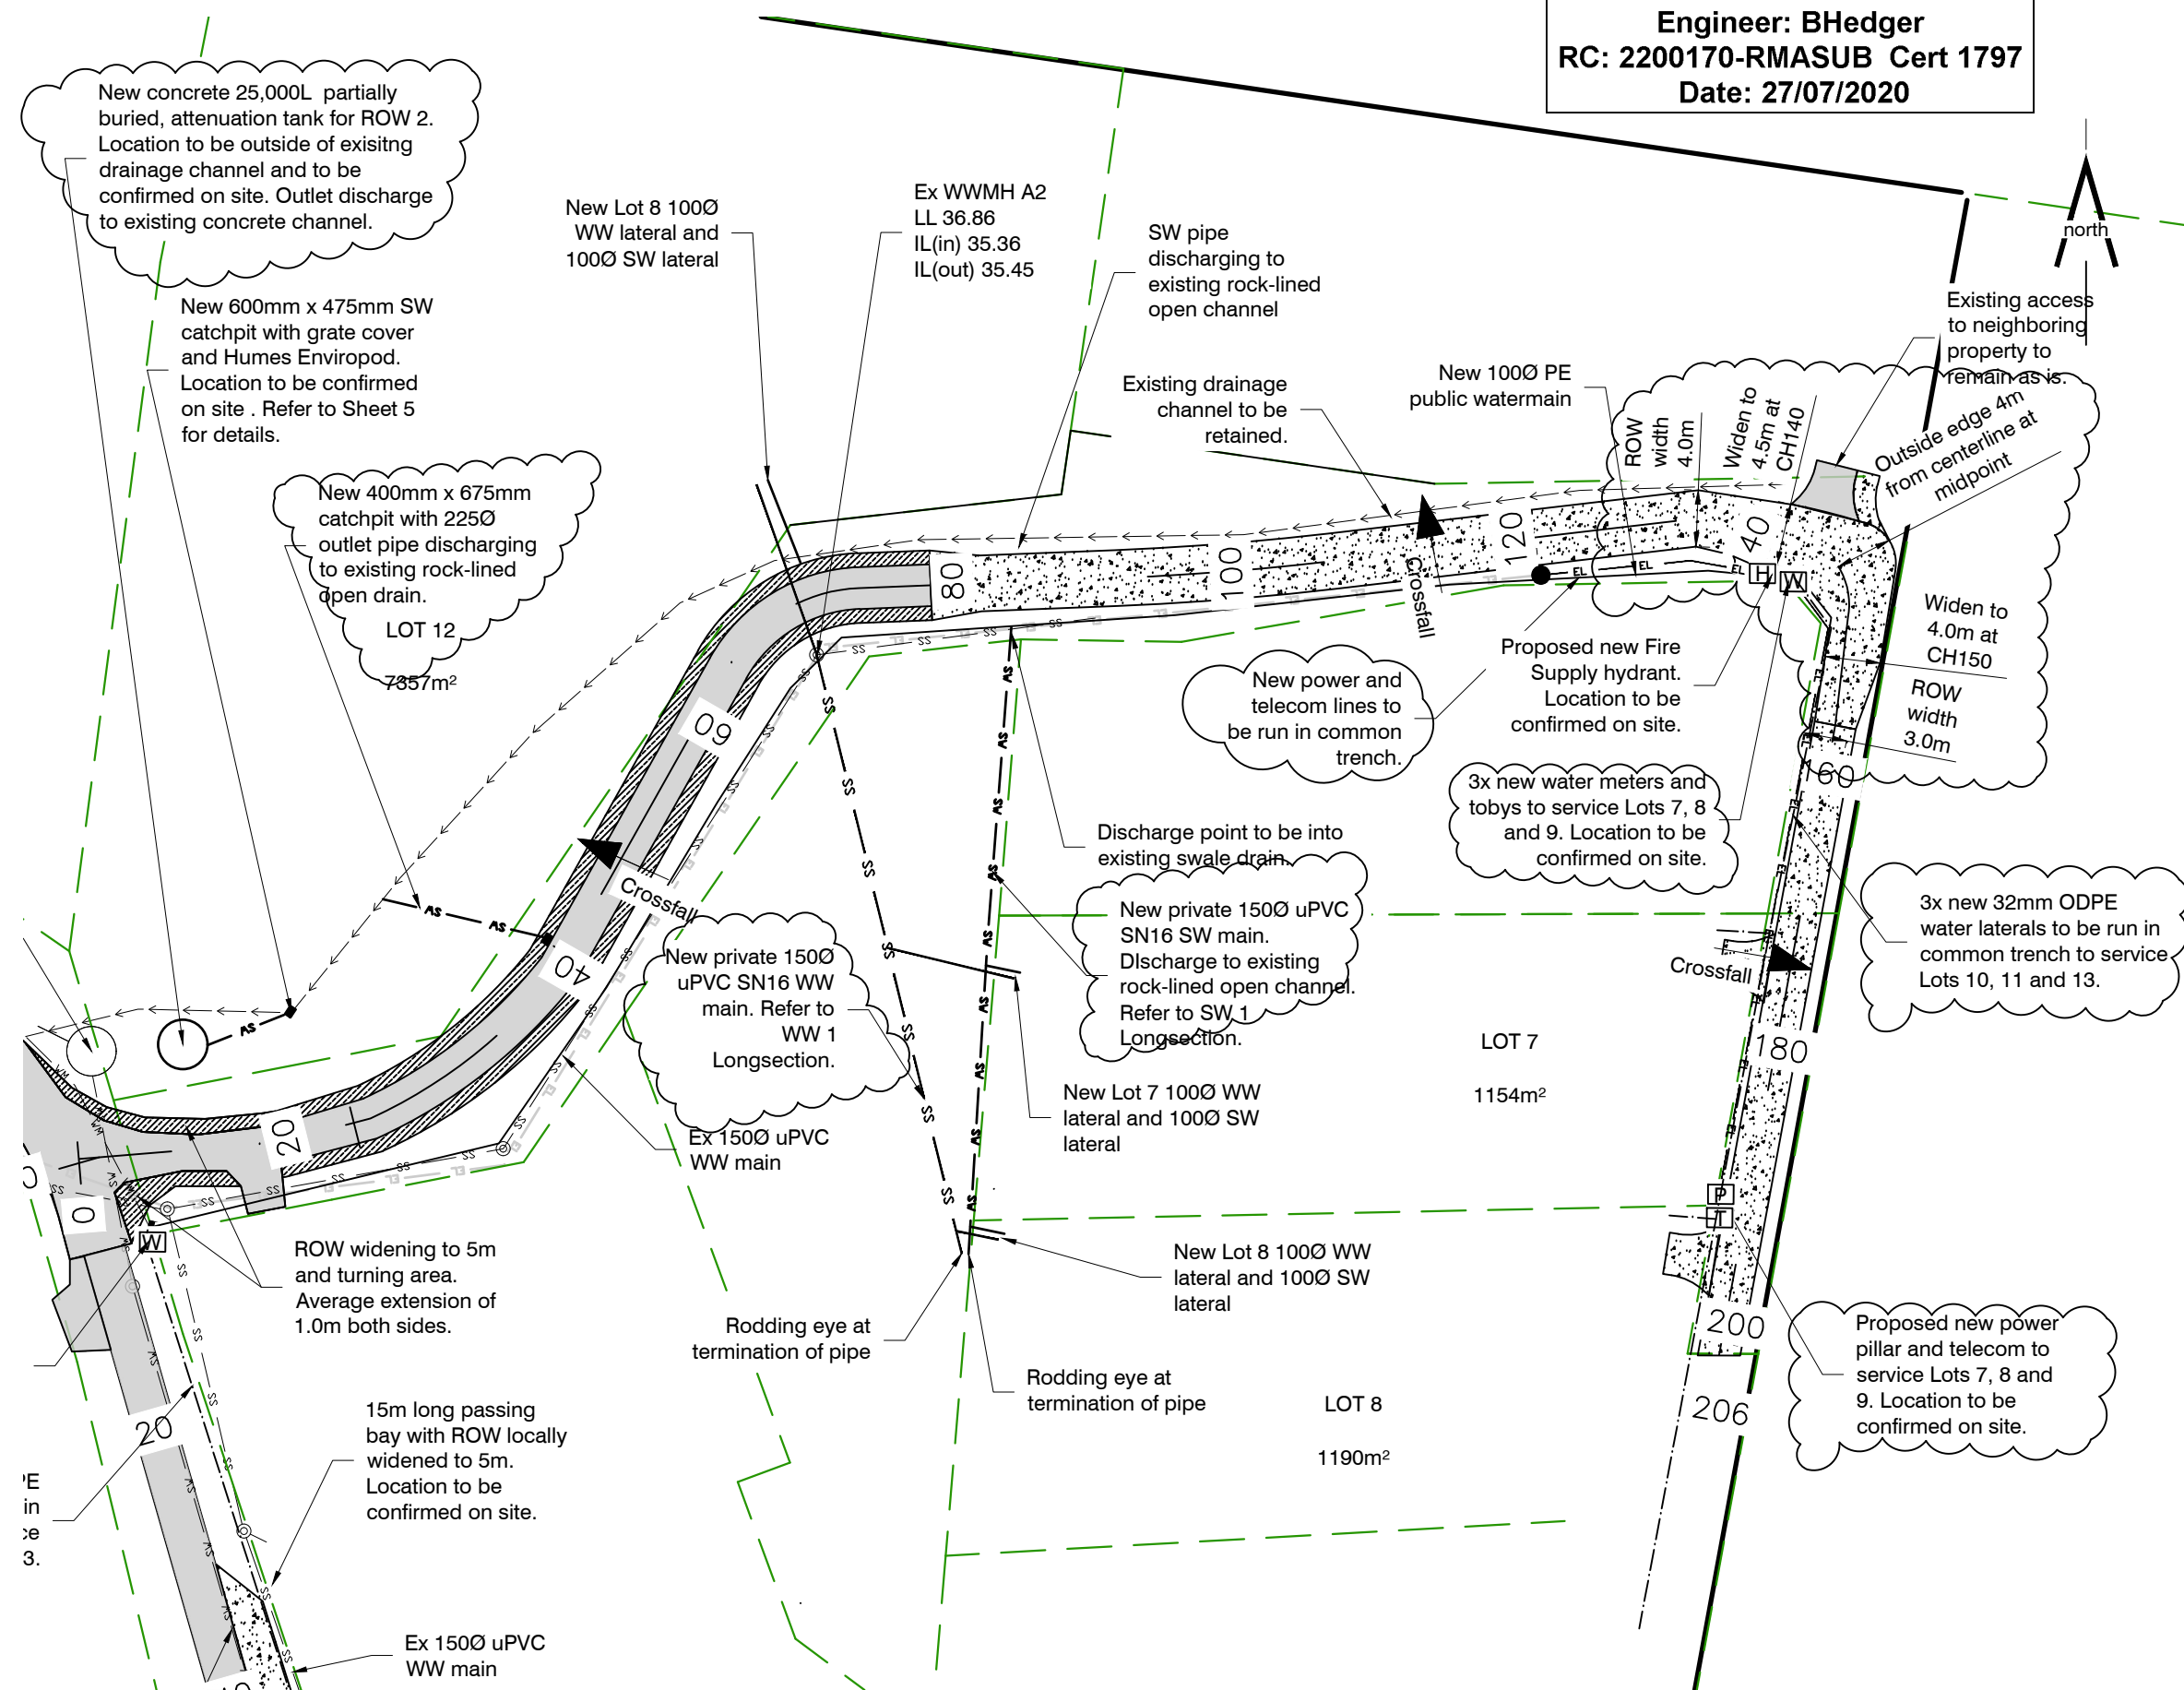 Engineer: BHedger
RC: 2200170-RMASUB  Cert 1797
Date: 27/07/2020
New concrete 25,000L  partially
buried, attenuation tank for ROW 2.
Location to be outside of exisitng
drainage channel and to be
confirmed on site. Outlet discharge
to existing concrete channel.
New 600mm x 475mm SW
catchpit with grate cover
and Humes Enviropod.
Location to be confirmed
on site . Refer to Sheet 5
for details.
New 400mm x 675mm
catchpit with 225Ø
outlet pipe discharging
to existing rock-lined
open drain.
LOT 12
7357m²
New Lot 8 100Ø
WW lateral and
100Ø SW lateral
Ex WWMH A2
LL 36.86
IL(in) 35.36
IL(out) 35.45
SW pipe
discharging to
existing rock-lined
open channel
Existing drainage
channel to be
retained.
New 100Ø PE
public watermain
ROW
width
4.0m
Widen to
4.5m at
CH140
Existing access
to neighboring
property to
remain as is.
Outside edge 4m
from centerline at
midpoint
north
80
100
120
140
160
180
200
206
60
40
20
0
20
Crossfall
Crossfall
Crossfall
H
W
W
P
T
Widen to
4.0m at
CH150
ROW
width
3.0m
New power and
telecom lines to
be run in common
trench.
Proposed new Fire
Supply hydrant.
Location to be
confirmed on site.
3x new water meters and
tobys to service Lots 7, 8
and 9. Location to be
confirmed on site.
3x new 32mm ODPE
water laterals to be run in
common trench to service
Lots 10, 11 and 13.
Discharge point to be into
existing swale drain.
New private 150Ø uPVC
SN16 SW main.
DIscharge to existing
rock-lined open channel.
Refer to SW 1
Longsection.
New private 150Ø
uPVC SN16 WW
main. Refer to
WW 1
Longsection.
New Lot 7 100Ø WW
lateral and 100Ø SW
lateral
LOT 7
1154m²
Ex 150Ø uPVC
WW main
New Lot 8 100Ø WW
lateral and 100Ø SW
lateral
ROW widening to 5m
and turning area.
Average extension of
1.0m both sides.
Rodding eye at
termination of pipe
Rodding eye at
termination of pipe
LOT 8
1190m²
Proposed new power
pillar and telecom to
service Lots 7, 8 and
9. Location to be
confirmed on site.
15m long passing
bay with ROW locally
widened to 5m.
Location to be
confirmed on site.
Ex 150Ø uPVC
WW main
in
3.